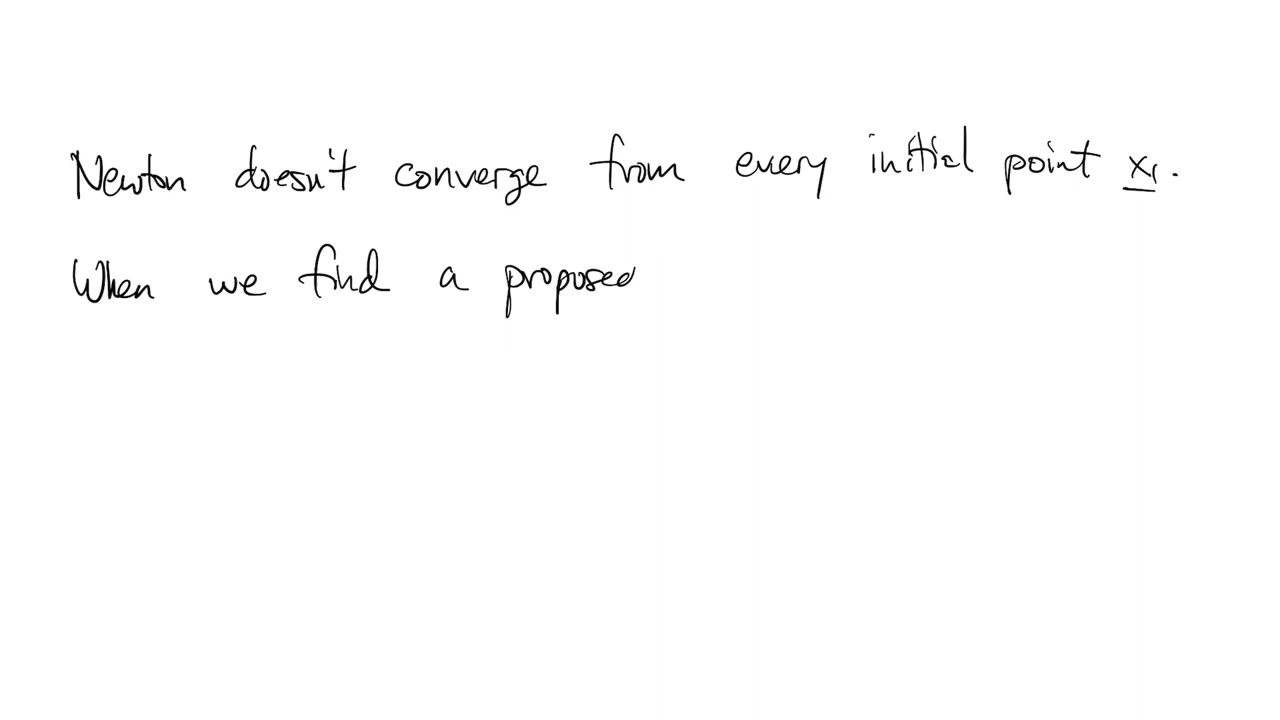 Newton doesn't converge from every initial point x₁.
When we find a proposed